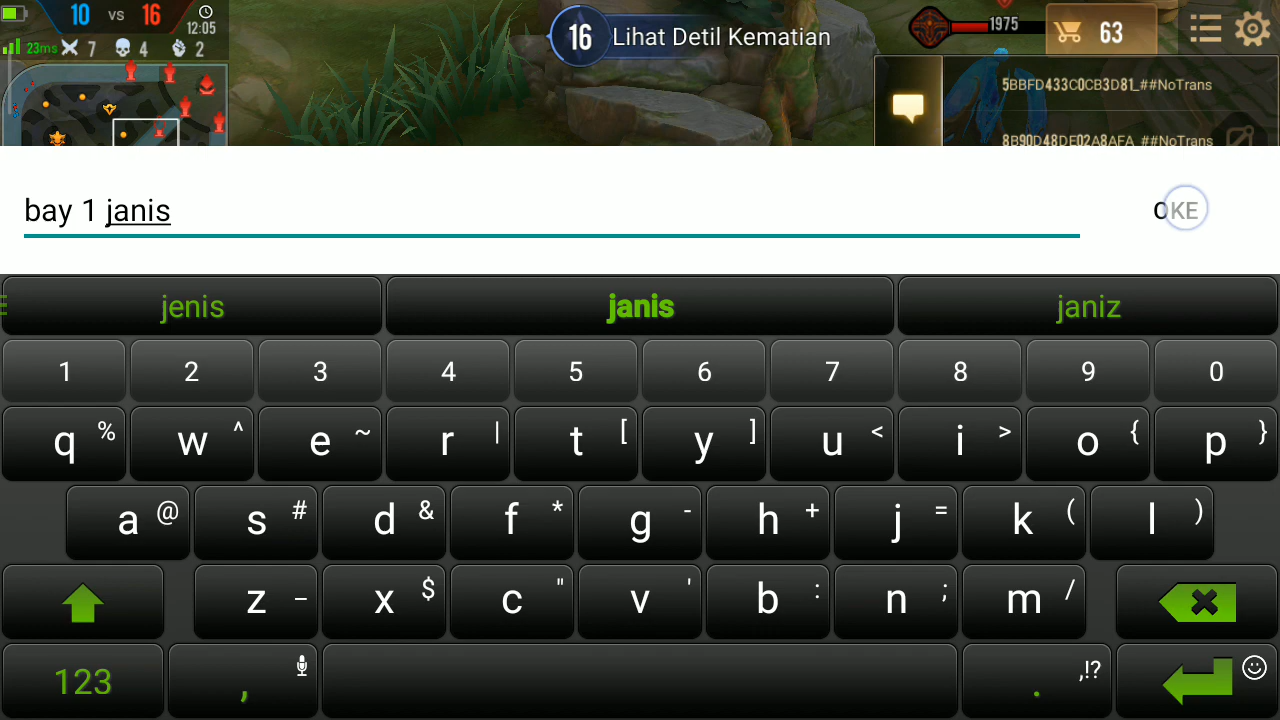 10 vs 16 12:05
23ms 7 4 2
16 Lihat Detil Kematian
1975
63
5BBFD433C0CB3D81_##NoTrans
8B90D48DE02A8AFA_##NoTrans
bay 1 janis
OKE
jenis janis janiz
1 2 3 4 5 6 7 8 9 0
q % w ^ e ~ r | t [ y ] u < i > o { p }
a @ s # d & f * g - h + j = k ( l )
z _ x $ c " v ' b : n ; m /
123 , . ,!?